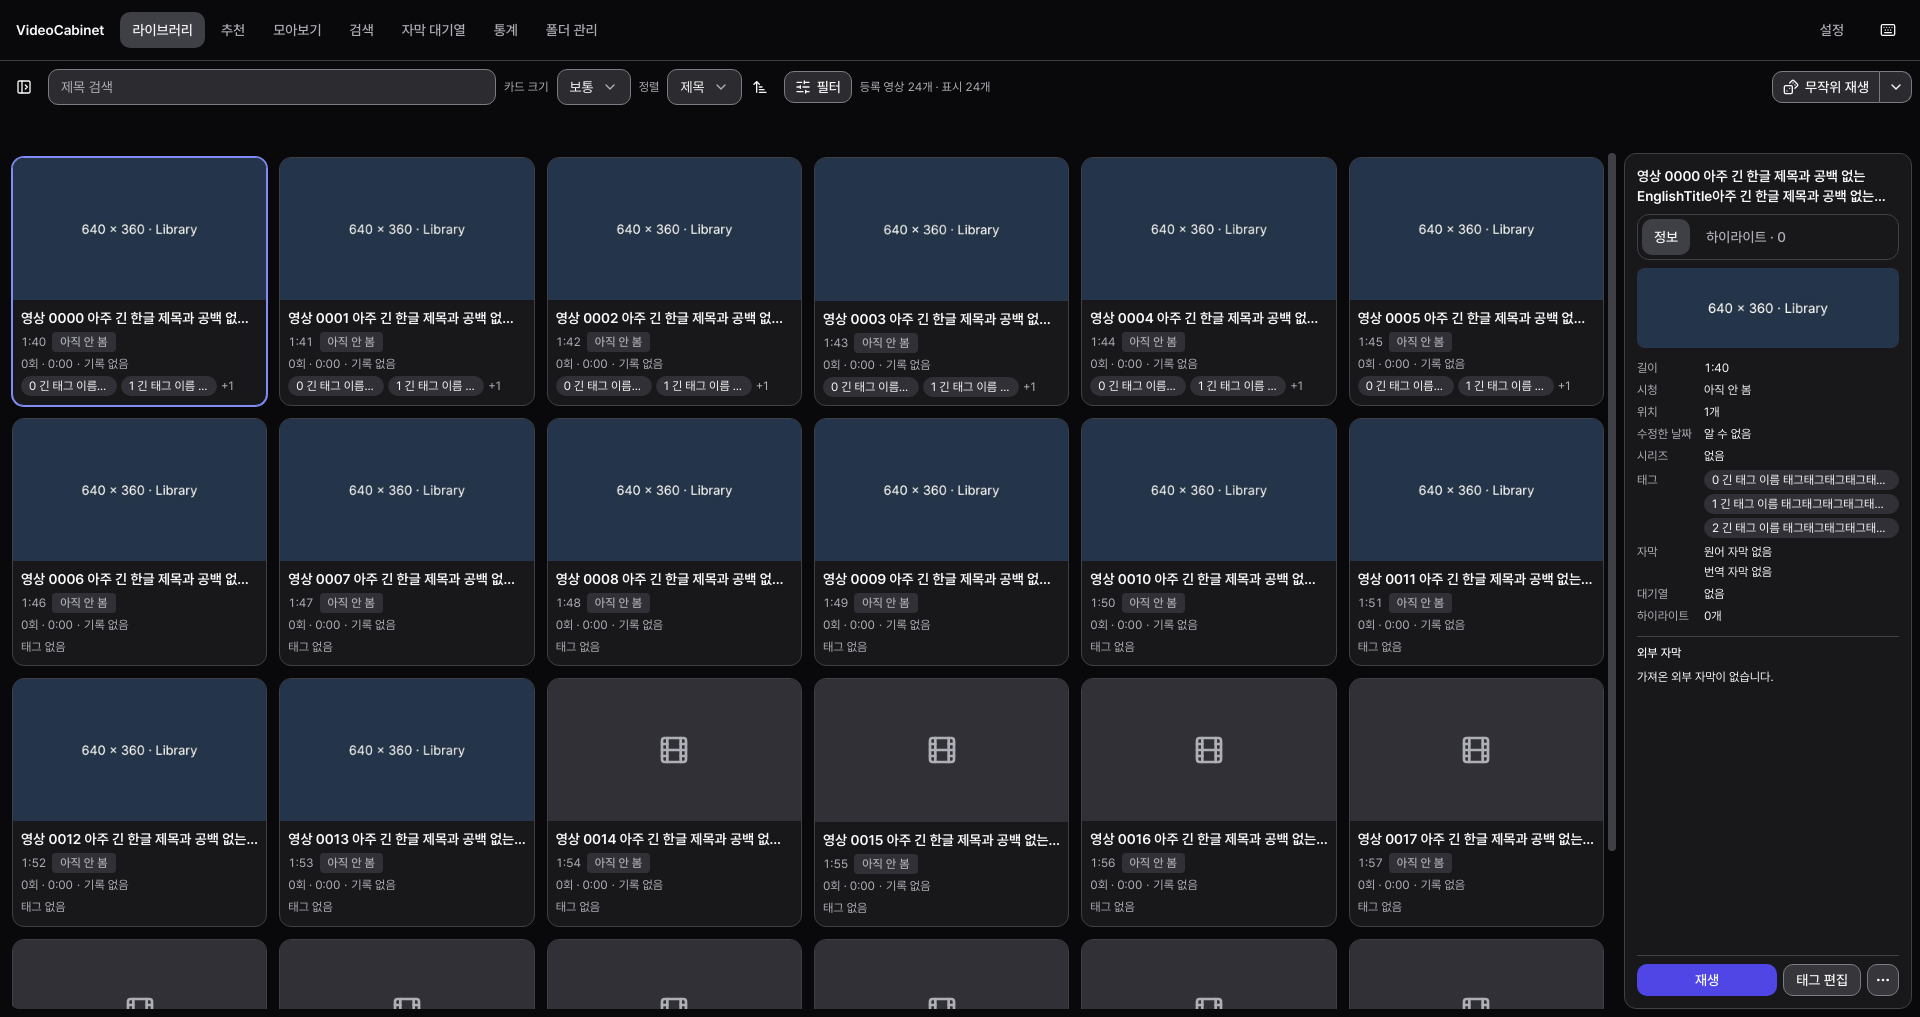 VideoCabinet 라이브러리 추천 모아보기 검색 자막 대기열 통계 폴더 관리 설정
제목 검색 카드 크기 보통 정렬 제목 필터 등록 영상 24개 · 표시 24개 무작위 재생
640 × 360 · Library 640 × 360 · Library 640 × 360 · Library 640 × 360 · Library 640 × 360 · Library 640 × 360 · Library
영상 0000 아주 긴 한글 제목과 공백 없... 영상 0001 아주 긴 한글 제목과 공백 없... 영상 0002 아주 긴 한글 제목과 공백 없... 영상 0003 아주 긴 한글 제목과 공백 없... 영상 0004 아주 긴 한글 제목과 공백 없... 영상 0005 아주 긴 한글 제목과 공백 없...
1:40 아직 안 봄 1:41 아직 안 봄 1:42 아직 안 봄 1:43 아직 안 봄 1:44 아직 안 봄 1:45 아직 안 봄
0회 · 0:00 · 기록 없음 0회 · 0:00 · 기록 없음 0회 · 0:00 · 기록 없음 0회 · 0:00 · 기록 없음 0회 · 0:00 · 기록 없음 0회 · 0:00 · 기록 없음
0 긴 태그 이름... 1 긴 태그 이름 ... +1 0 긴 태그 이름... 1 긴 태그 이름 ... +1 0 긴 태그 이름... 1 긴 태그 이름 ... +1 0 긴 태그 이름... 1 긴 태그 이름 ... +1 0 긴 태그 이름... 1 긴 태그 이름 ... +1 0 긴 태그 이름... 1 긴 태그 이름 ... +1
640 × 360 · Library 640 × 360 · Library 640 × 360 · Library 640 × 360 · Library 640 × 360 · Library 640 × 360 · Library
영상 0006 아주 긴 한글 제목과 공백 없... 영상 0007 아주 긴 한글 제목과 공백 없... 영상 0008 아주 긴 한글 제목과 공백 없... 영상 0009 아주 긴 한글 제목과 공백 없... 영상 0010 아주 긴 한글 제목과 공백 없... 영상 0011 아주 긴 한글 제목과 공백 없는...
1:46 아직 안 봄 1:47 아직 안 봄 1:48 아직 안 봄 1:49 아직 안 봄 1:50 아직 안 봄 1:51 아직 안 봄
0회 · 0:00 · 기록 없음 0회 · 0:00 · 기록 없음 0회 · 0:00 · 기록 없음 0회 · 0:00 · 기록 없음 0회 · 0:00 · 기록 없음 0회 · 0:00 · 기록 없음
태그 없음 태그 없음 태그 없음 태그 없음 태그 없음 태그 없음
640 × 360 · Library 640 × 360 · Library
영상 0012 아주 긴 한글 제목과 공백 없는... 영상 0013 아주 긴 한글 제목과 공백 없는... 영상 0014 아주 긴 한글 제목과 공백 없... 영상 0015 아주 긴 한글 제목과 공백 없는... 영상 0016 아주 긴 한글 제목과 공백 없는... 영상 0017 아주 긴 한글 제목과 공백 없는...
1:52 아직 안 봄 1:53 아직 안 봄 1:54 아직 안 봄 1:55 아직 안 봄 1:56 아직 안 봄 1:57 아직 안 봄
0회 · 0:00 · 기록 없음 0회 · 0:00 · 기록 없음 0회 · 0:00 · 기록 없음 0회 · 0:00 · 기록 없음 0회 · 0:00 · 기록 없음 0회 · 0:00 · 기록 없음
태그 없음 태그 없음 태그 없음 태그 없음 태그 없음 태그 없음
영상 0000 아주 긴 한글 제목과 공백 없는
EnglishTitle아주 긴 한글 제목과 공백 없는...
정보 하이라이트 · 0
640 × 360 · Library
길이 1:40
시청 아직 안 봄
위치 1개
수정한 날짜 알 수 없음
시리즈 없음
태그 0 긴 태그 이름 태그태그태그태그태...
1 긴 태그 이름 태그태그태그태그태...
2 긴 태그 이름 태그태그태그태그태...
자막 원어 자막 없음
번역 자막 없음
대기열 없음
하이라이트 0개
외부 자막
가져온 외부 자막이 없습니다.
재생 태그 편집 ...